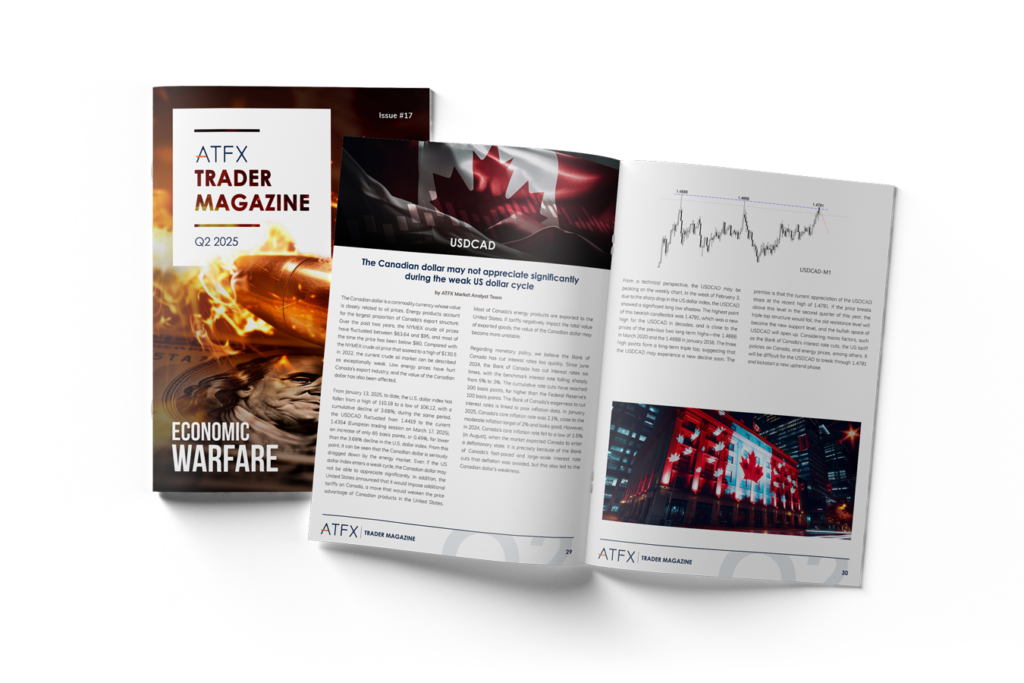 Issue #17
ATFX
TRADER
MAGAZINE
Q2 2025
ECONOMIC
WARFARE
USDCAD
The Canadian dollar may not appreciate significantly
during the weak US dollar cycle
by ATFX Market Analyst Team
The Canadian dollar is a commodity currency whose value
is closely related to oil prices. Energy products account
for the largest proportion of Canada's export structure.
Over the past two years, the NYMEX crude oil prices
have fluctuated between $63.64 and $95, and most of
the time the price has been below $80. Compared with
the NYMEX crude oil price that soared to a high of $130.5
in 2022, the current crude oil market can be described
as exceptionally weak. Low energy prices have hurt
Canada's export industry, and the value of the Canadian
dollar has also been affected.
From January 13, 2025, to date, the U.S. dollar index has
fallen from a high of 110.18 to a low of 106.12, with a
cumulative decline of 3.68%; during the same period,
the USDCAD fluctuated from 1.4419 to the current
1.4354 (European trading session on March 17, 2025),
an increase of only 65 basis points, or 0.45%, far lower
than the 3.68% decline in the U.S. dollar index. From this
point, it can be seen that the Canadian dollar is seriously
dragged down by the energy market. Even if the US
dollar index enters a weak cycle, the Canadian dollar may
not be able to appreciate significantly. In addition, the
United States announced that it would impose additional
tariffs on Canada, a move that would weaken the price
advantage of Canadian products in the United States.
Most of Canada's energy products are exported to the
United States. If tariffs negatively impact the total value
of exported goods, the value of the Canadian dollar may
become more unstable.
Regarding monetary policy, we believe the Bank of
Canada has cut interest rates too quickly. Since June
2024, the Bank of Canada has cut interest rates six
times, with the benchmark interest rate falling sharply
from 5% to 3%. The cumulative rate cuts have reached
200 basis points, far higher than the Federal Reserve's
100 basis points. The Bank of Canada's eagerness to cut
interest rates is linked to poor inflation data. In January
2025, Canada's core inflation rate was 2.1%, close to the
moderate inflation target of 2% and looks good. However,
in 2024, Canada's core inflation rate fell to a low of 1.5%
(in August), when the market expected Canada to enter
a deflationary state. It is precisely because of the Bank
of Canada's fast-paced and large-scale interest rate
cuts that deflation was avoided, but this also led to the
Canadian dollar's weakness.
ATFX TRADER MAGAZINE
29
1.4689
1.4668
1.4791
USDCAD-M1
From a technical perspective, the USDCAD may be
peaking on the weekly chart. In the week of February 3,
due to the sharp drop in the US dollar index, the USDCAD
showed a significant long low shadow. The highest point
of this bearish candlestick was 1.4791, which was a new
high for the USDCAD in decades, and is close to the
prices of the previous two long-term highs—the 1.4668
in March 2020 and the 1.4689 in January 2016. The three
high points form a long-term triple top, suggesting that
the USDCAD may experience a new decline soon. The
premise is that the current appreciation of the USDCAD
stops at the recent high of 1.4791. If the price breaks
above this level in the second quarter of this year, the
triple top structure would fail, the old resistance level will
become the new support level, and the bullish space of
USDCAD will open up. Considering macro factors, such
as the Bank of Canada's interest rate cuts, the US tariff
policies on Canada, and energy prices, among others, it
will be difficult for the USDCAD to break through 1.4791
and kickstart a new uptrend phase.
ATFX TRADER MAGAZINE
30